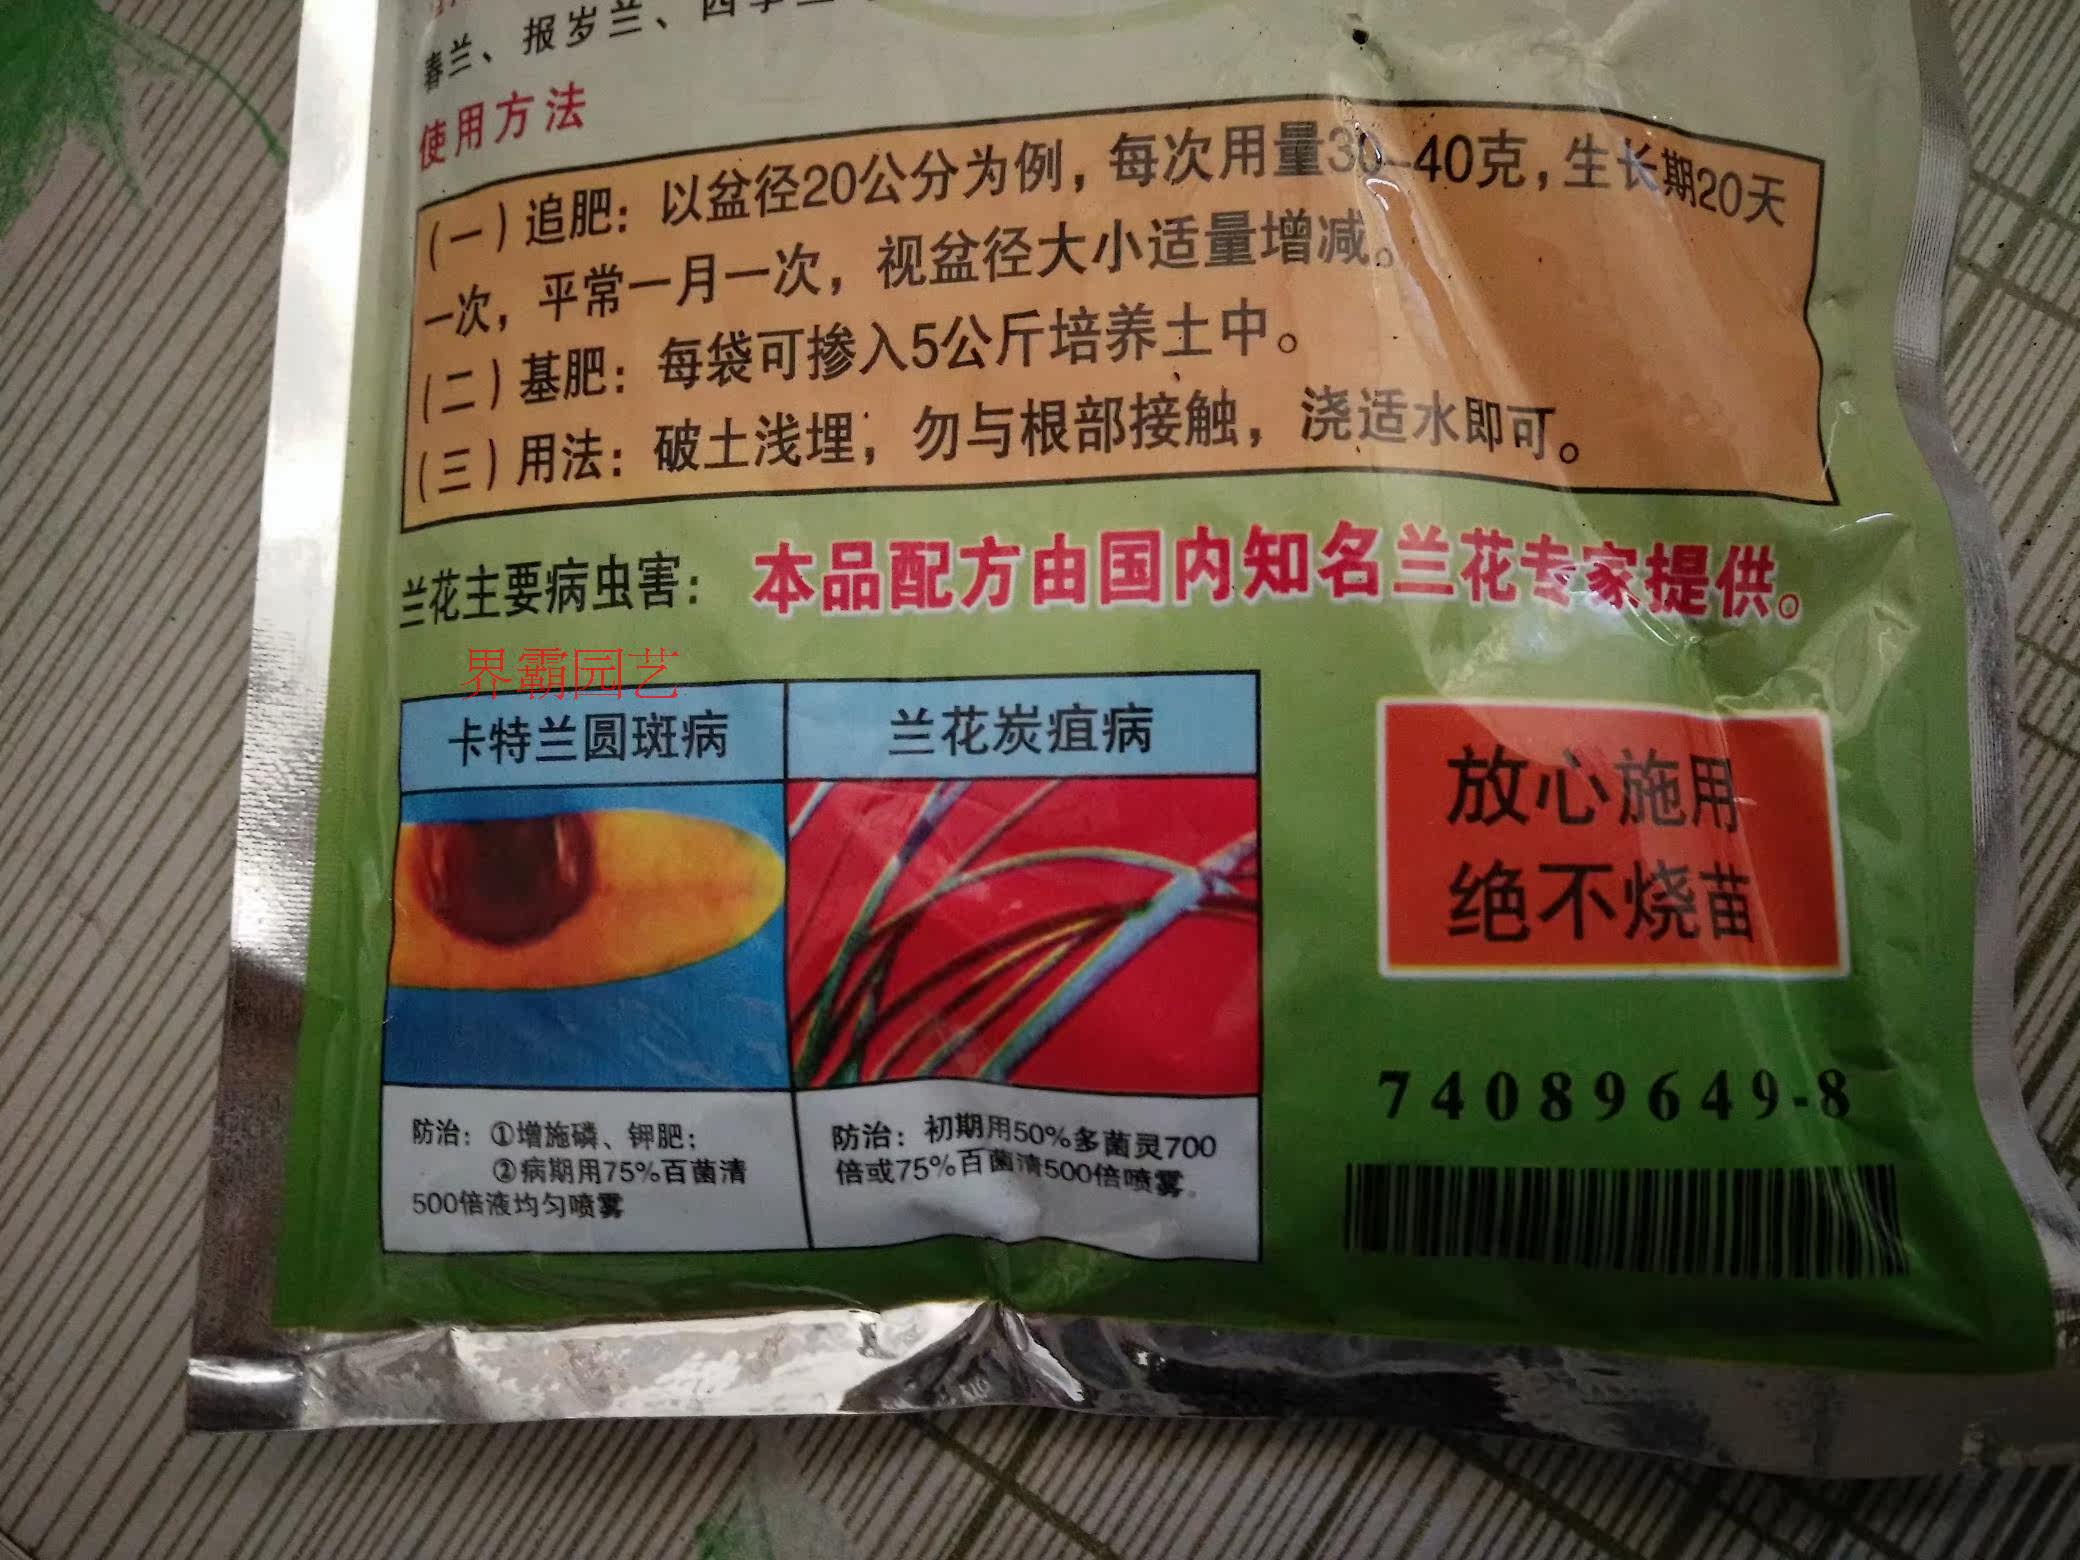 春兰、报岁兰、四季兰
使用方法
(一)追肥：以盆径20公分为例，每次用量30–40克，生长期20天
一次，平常一月一次，视盆径大小适量增减。
(二)基肥：每袋可掺入5公斤培养土中。
(三)用法：破土浅埋，勿与根部接触，浇适水即可。
兰花主要病虫害：
本品配方由国内知名兰花专家提供。
界霸园艺
卡特兰圆斑病
兰花炭疽病
放心施用
绝不烧苗
防治：①增施磷、钾肥；
②病期用75%百菌清
500倍液均匀喷雾
防治：初期用50%多菌灵700
倍或75%百菌清500倍喷雾。
74089649-8